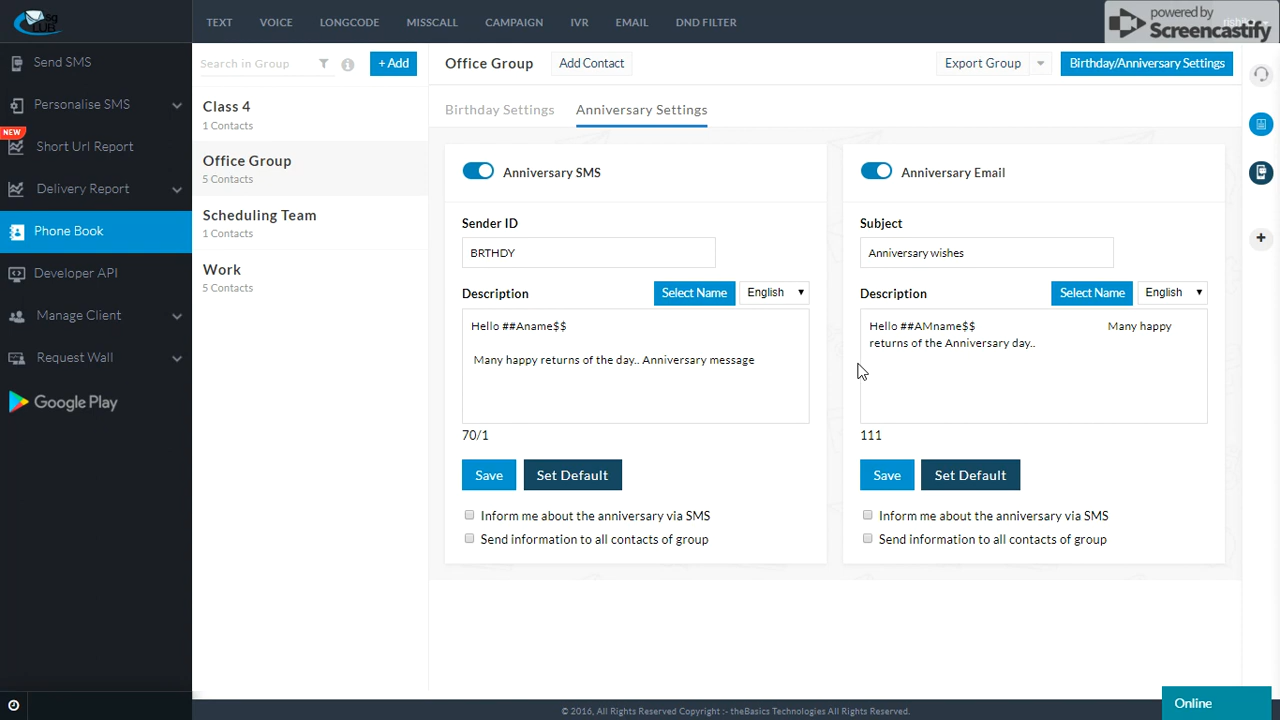 TEXT
VOICE
LONGCODE
MISSCALL
CAMPAIGN
IVR
EMAIL
DND FILTER
powered by
Screencastify
Send SMS
Personalise SMS
NEW
Short Url Report
Delivery Report
Phone Book
Developer API
Manage Client
Request Wall
Google Play
Search in Group
+ Add
Class 4
1 Contacts
Office Group
5 Contacts
Scheduling Team
1 Contacts
Work
5 Contacts
Office Group
Add Contact
Export Group
Birthday/Anniversary Settings
Birthday Settings
Anniversary Settings
Anniversary SMS
Sender ID
BRTHDY
Description
Select Name
English
Hello ##Aname$$
Many happy returns of the day.. Anniversary message
70/1
Save
Set Default
Inform me about the anniversary via SMS
Send information to all contacts of group
Anniversary Email
Subject
Anniversary wishes
Description
Select Name
English
Hello ##AMname$$ Many happy
returns of the Anniversary day..
111
Save
Set Default
Inform me about the anniversary via SMS
Send information to all contacts of group
© 2016, All Rights Reserved Copyright :- theBasics Technologies All Rights Reserved.
Online